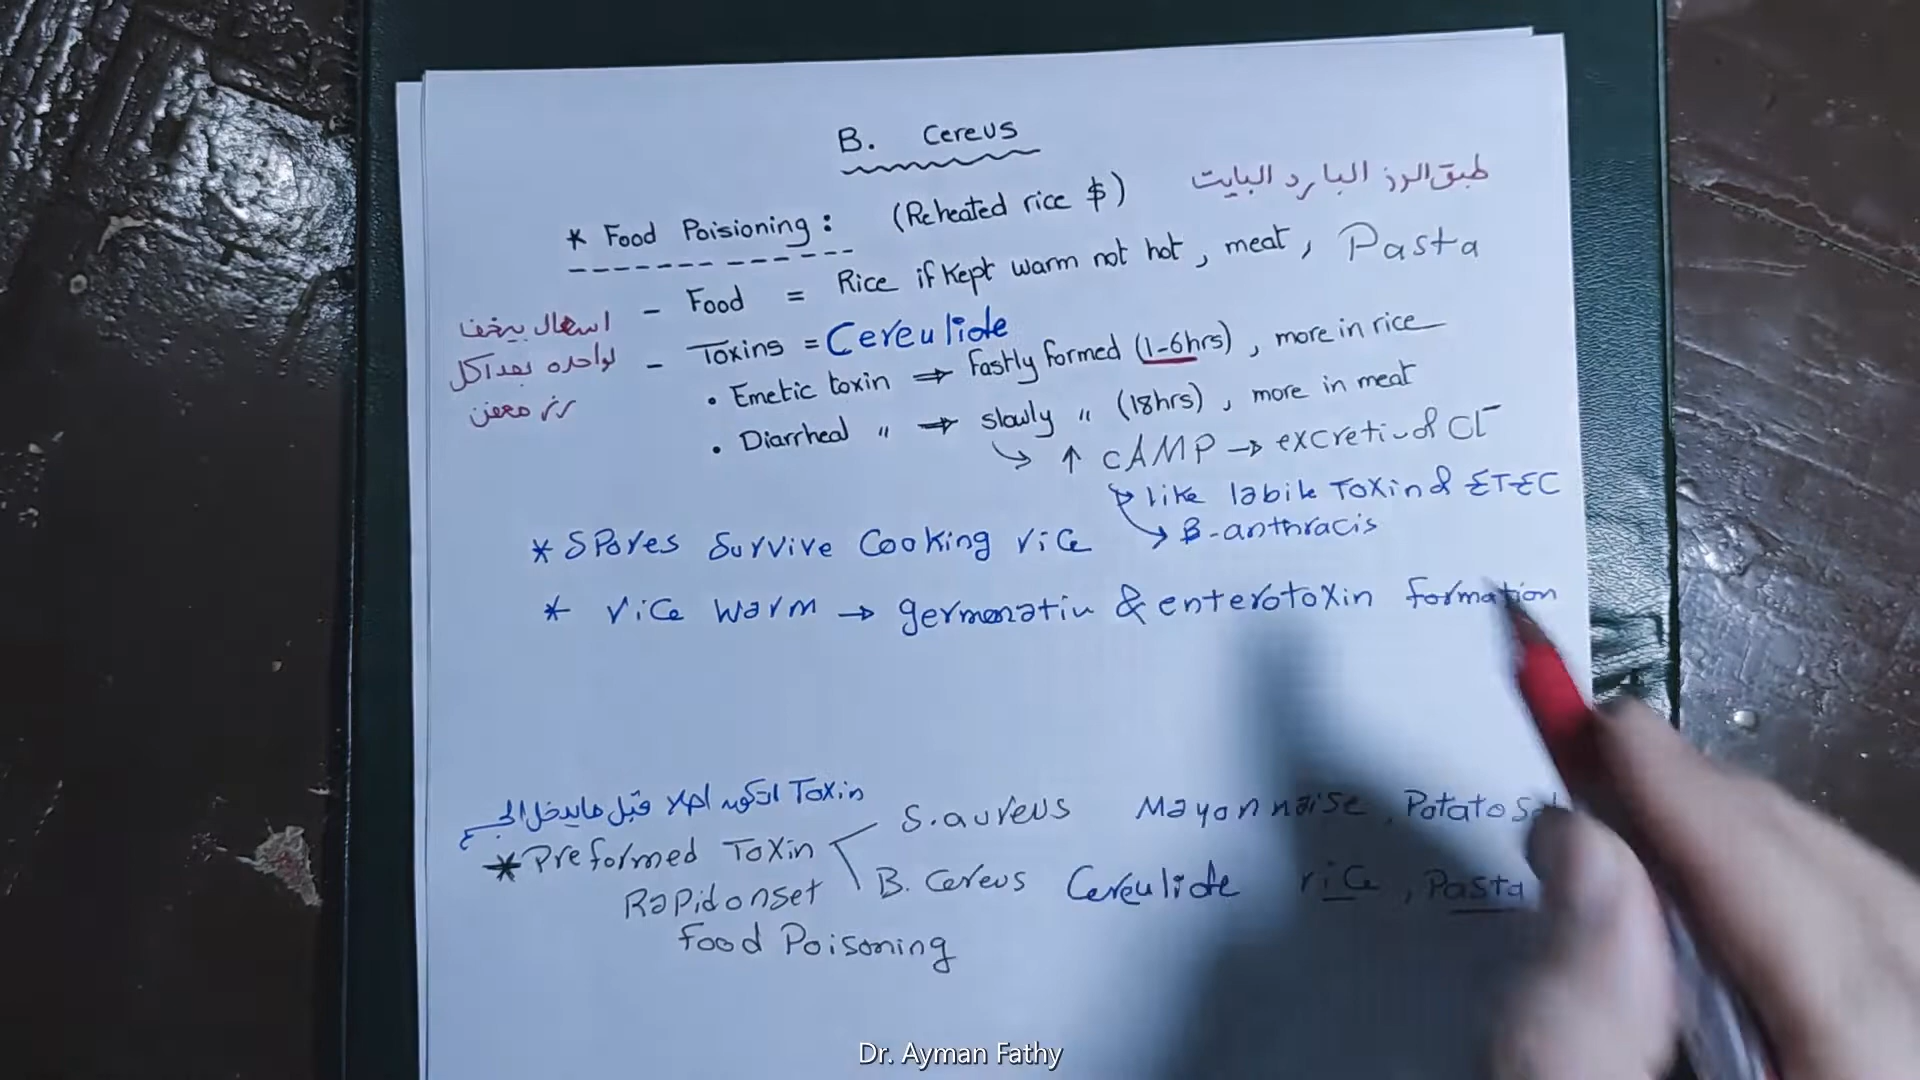 B. Cereus
* Food Poisioning : (Reheated rice $) طبق الرز البارد البايت
- Food = Rice if Kept warm not hot , meat , Pasta
- Toxins = Cereulide
• Emetic toxin ⇒ Fastly formed (1-6hrs) , more in rice
• Diarrheal " ⇒ slowly " (18hrs) , more in meat
اسهال بيخف
لواحده بعد اكل
رز معفن
↑ cAMP → excretion of Cl⁻
like labile Toxin of ETEC
B-anthracis
* Spores Survive Cooking rice
* rice warm → germenation & enterotoxin formation
Toxin اتكون اصلا قبل مايدخل
* Preformed Toxin
S.aureus Mayonnaise , Potato
B. Cereus Cereulide rice , Pasta
Rapid onset
food Poisoning
Dr. Ayman Fathy